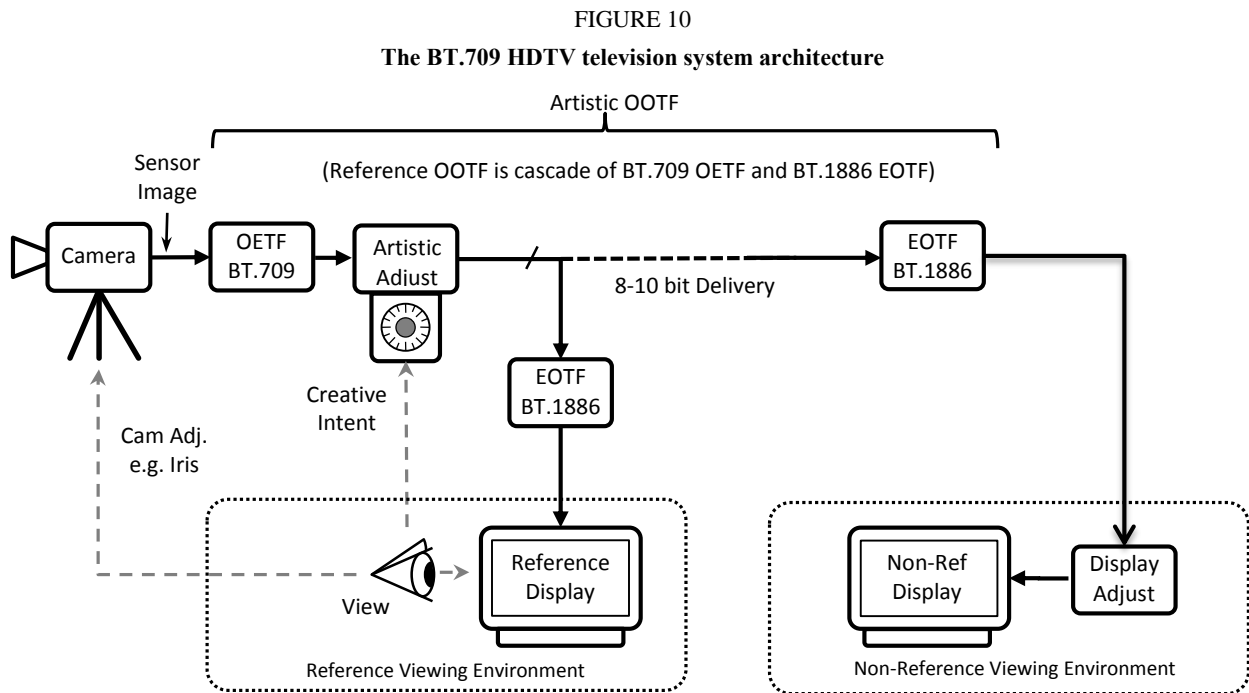 FIGURE 10
The BT.709 HDTV television system architecture
Artistic OOTF
(Reference OOTF is cascade of BT.709 OETF and BT.1886 EOTF)
Sensor
Image
Camera
OETF
BT.709
Artistic
Adjust
8-10 bit Delivery
EOTF
BT.1886
EOTF
BT.1886
Creative
Intent
Cam Adj.
e.g. Iris
View
Reference
Display
Reference Viewing Environment
Non-Ref
Display
Display
Adjust
Non-Reference Viewing Environment